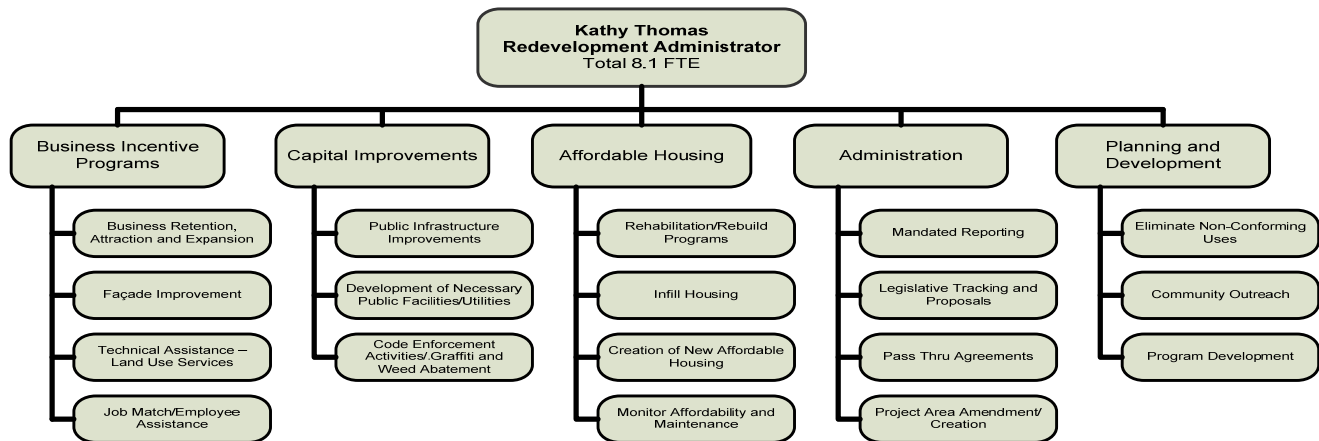 Kathy Thomas
Redevelopment Administrator
Total 8.1 FTE
Business Incentive
Programs
Business Retention,
Attraction and Expansion
Façade Improvement
Technical Assistance –
Land Use Services
Job Match/Employee
Assistance
Capital Improvements
Public Infrastructure
Improvements
Development of Necessary
Public Facilities/Utilities
Code Enforcement
Activities/.Graffiti and
Weed Abatement
Affordable Housing
Rehabilitation/Rebuild
Programs
Infill Housing
Creation of New Affordable
Housing
Monitor Affordability and
Maintenance
Administration
Mandated Reporting
Legislative Tracking and
Proposals
Pass Thru Agreements
Project Area Amendment/
Creation
Planning and
Development
Eliminate Non-Conforming
Uses
Community Outreach
Program Development